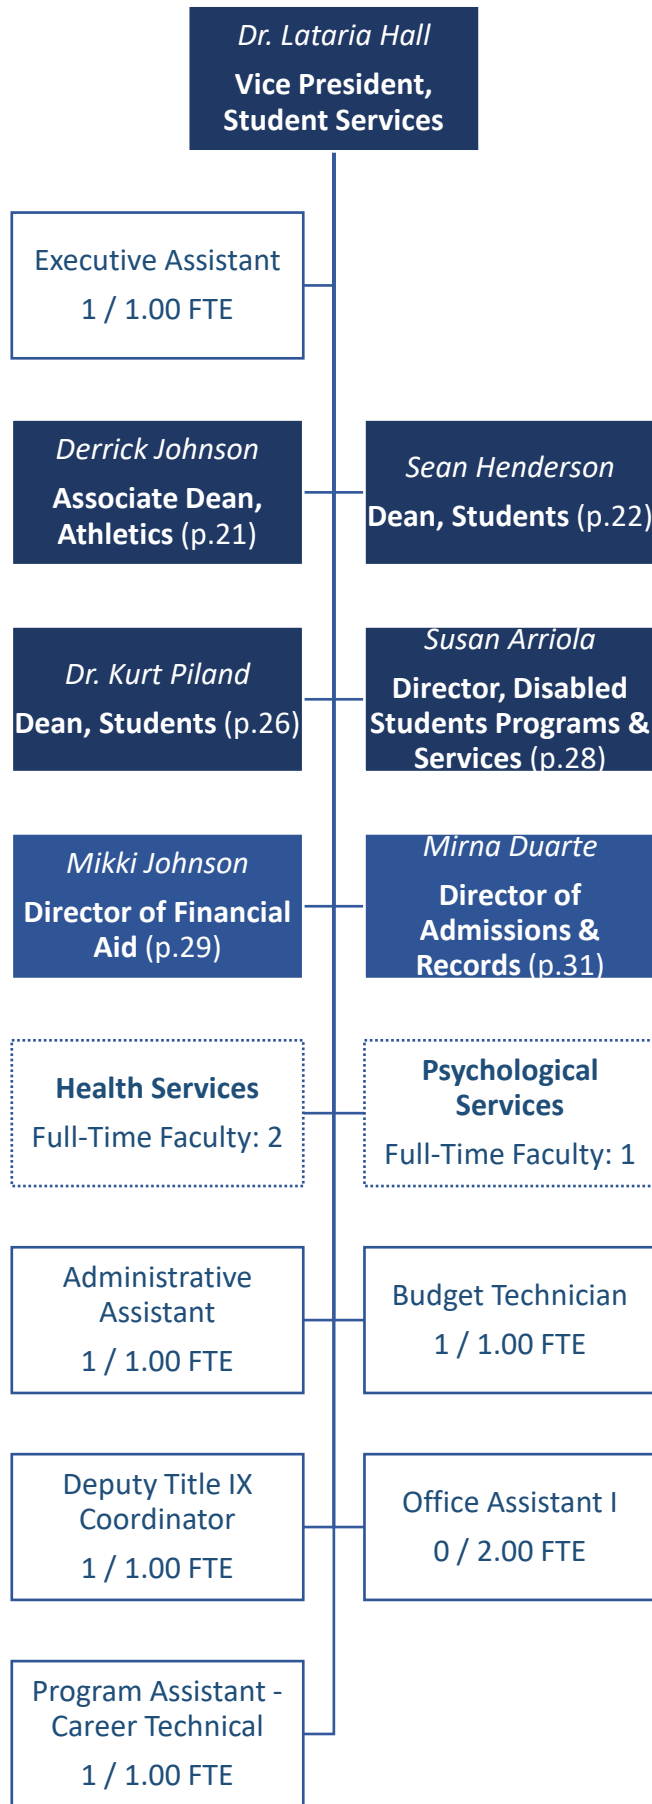 Dr. Lataria Hall
Vice President,
Student Services
Executive Assistant
1 / 1.00 FTE
Derrick Johnson
Associate Dean,
Athletics (p.21)
Sean Henderson
Dean, Students (p.22)
Dr. Kurt Piland
Dean, Students (p.26)
Susan Arriola
Director, Disabled
Students Programs &
Services (p.28)
Mikki Johnson
Director of Financial
Aid (p.29)
Mirna Duarte
Director of
Admissions &
Records (p.31)
Health Services
Full-Time Faculty: 2
Psychological
Services
Full-Time Faculty: 1
Administrative
Assistant
1 / 1.00 FTE
Budget Technician
1 / 1.00 FTE
Deputy Title IX
Coordinator
1 / 1.00 FTE
Office Assistant I
0 / 2.00 FTE
Program Assistant -
Career Technical
1 / 1.00 FTE